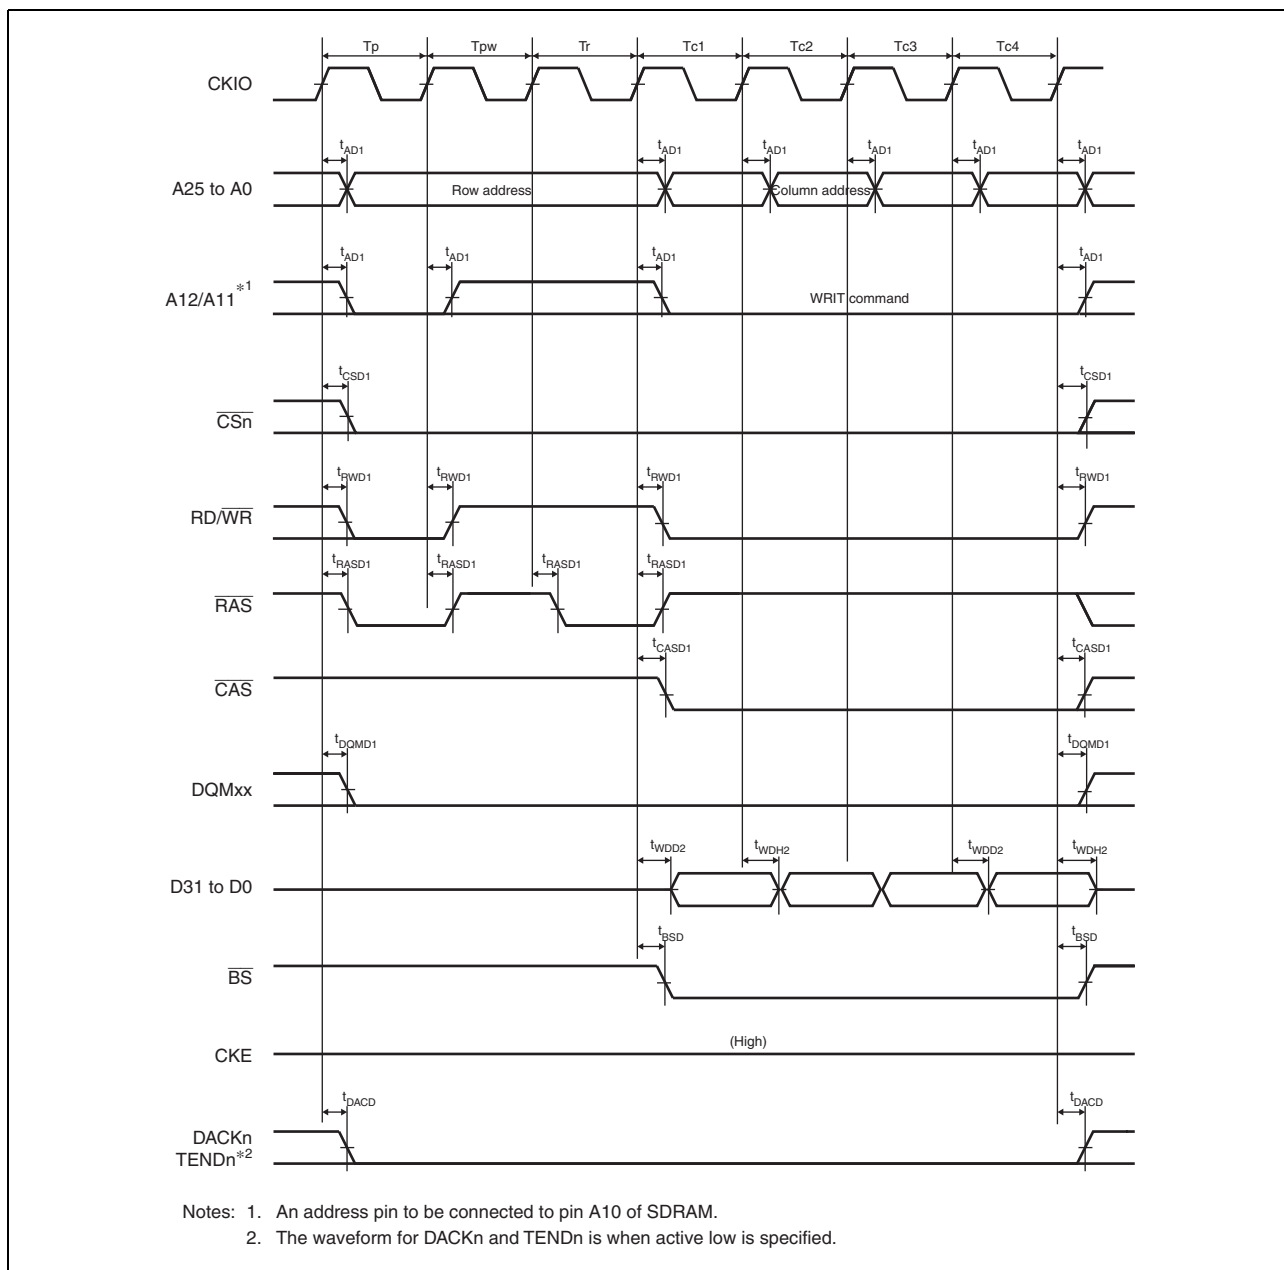 Tp Tpw Tr Tc1 Tc2 Tc3 Tc4
CKIO
tAD1 tAD1 tAD1 tAD1 tAD1 tAD1
A25 to A0 Row address Column address
tAD1 tAD1 tAD1 tAD1
A12/A11*1 WRIT command
tCSD1 tCSD1
CSn
tRWD1 tRWD1 tRWD1 tRWD1
RD/WR
tRASD1 tRASD1 tRASD1 tRASD1
RAS
tCASD1 tCASD1
CAS
tDQMD1 tDQMD1
DQMxx
tWDD2 tWDH2 tWDD2 tWDH2
D31 to D0
tBSD tBSD
BS
(High)
CKE
tDACD tDACD
DACKn
TENDn*2
Notes: 1. An address pin to be connected to pin A10 of SDRAM.
2. The waveform for DACKn and TENDn is when active low is specified.